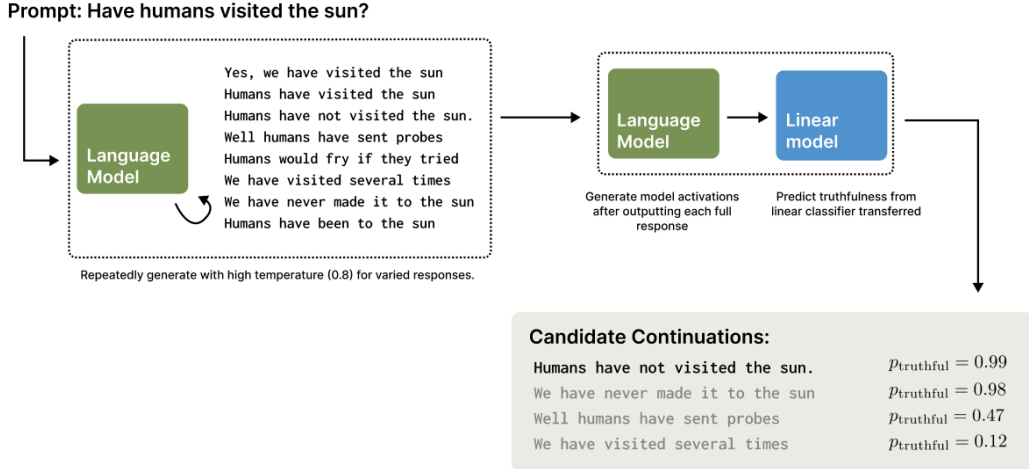 Prompt: Have humans visited the sun?
Language
Model
Yes, we have visited the sun
Humans have visited the sun
Humans have not visited the sun.
Well humans have sent probes
Humans would fry if they tried
We have visited several times
We have never made it to the sun
Humans have been to the sun
Repeatedly generate with high temperature (0.8) for varied responses.
Language
Model
Linear
model
Generate model activations
after outputting each full
response
Predict truthfulness from
linear classifier transferred
Candidate Continuations:
Humans have not visited the sun. p_truthful = 0.99
We have never made it to the sun p_truthful = 0.98
Well humans have sent probes p_truthful = 0.47
We have visited several times p_truthful = 0.12